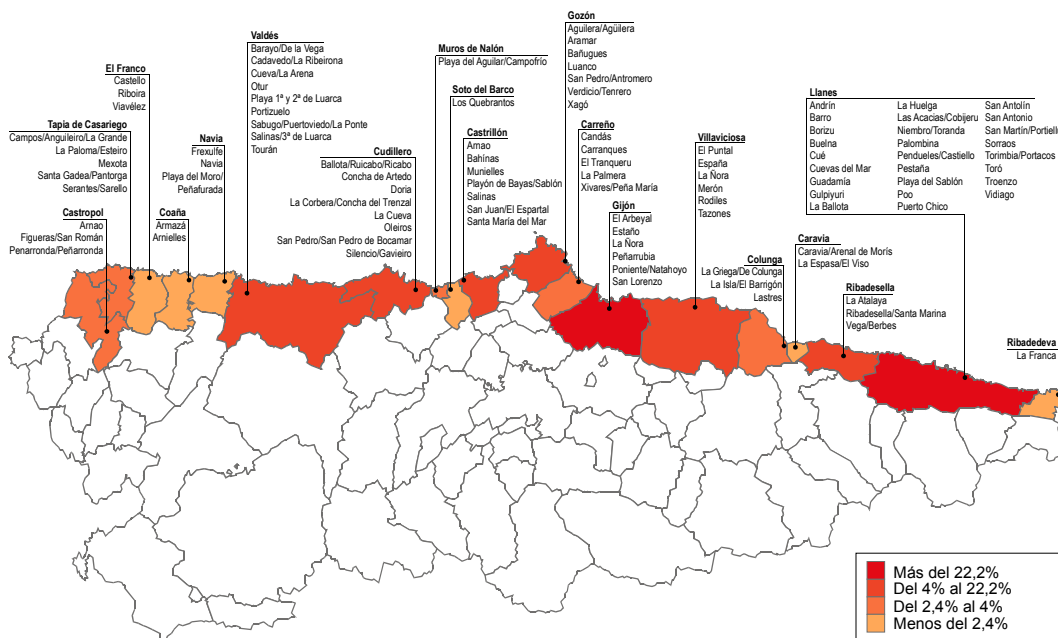 Gozón
Aguilera/Agüilera
Aramar
Bañugues
Luanco
San Pedro/Antromero
Verdicio/Tenrero
Xagó
Valdés
Barayo/De la Vega
Cadavedo/La Ribeirona
Cueva/La Arena
Otur
Playa 1ª y 2ª de Luarca
Portizuelo
Sabugo/Puertoviedo/La Ponte
Salinas/3ª de Luarca
Tourán
Muros de Nalón
Playa del Aguilar/Campofrío
El Franco
Castello
Riboira
Viavélez
Soto del Barco
Los Quebrantos
Llanes
Andrín
Barro
Borizu
Buelna
Cué
Cuevas del Mar
Guadamía
Gulpiyuri
La Ballota
La Huelga
Las Acacias/Cobijeru
Niembro/Toranda
Palombina
Pendueles/Castiello
Pestaña
Playa del Sablón
Poo
Puerto Chico
San Antolín
San Antonio
San Martín/Portiello
Sorraos
Torimbia/Portacos
Toró
Troenzo
Vidiago
Tapia de Casariego
Campos/Anguileiro/La Grande
La Paloma/Esteiro
Mexota
Santa Gadea/Pantorga
Serantes/Sarello
Navia
Frexulfe
Navia
Playa del Moro/
Peñafurada
Cudillero
Ballota/Ruicabo/Ricabo
Concha de Artedo
Doria
La Corbera/Concha del Trenzal
La Cueva
Oleiros
San Pedro/San Pedro de Bocamar
Silencio/Gavieiro
Castrillón
Arnao
Bahínas
Munielles
Playón de Bayas/Sablón
Salinas
San Juan/El Espartal
Santa María del Mar
Carreño
Candás
Carranques
El Tranqueru
La Palmera
Xivares/Peña María
Villaviciosa
El Puntal
España
La Ñora
Merón
Rodiles
Tazones
Castropol
Arnao
Figueras/San Román
Penarronda/Peñarronda
Coaña
Armazá
Arnielles
Gijón
El Arbeyal
Estaño
La Ñora
Peñarrubia
Poniente/Natahoyo
San Lorenzo
Colunga
La Griega/De Colunga
La Isla/El Barrigón
Lastres
Caravia
Caravia/Arenal de Morís
La Espasa/El Viso
Ribadesella
La Atalaya
Ribadesella/Santa Marina
Vega/Berbes
Ribadedeva
La Franca
Más del 22,2%
Del 4% al 22,2%
Del 2,4% al 4%
Menos del 2,4%